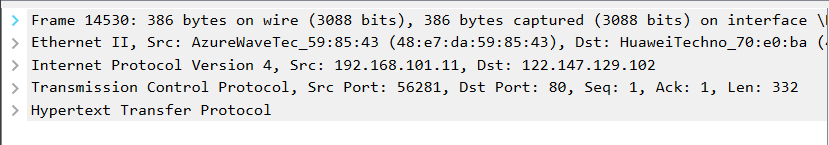 Frame 14530: 386 bytes on wire (3088 bits), 386 bytes captured (3088 bits) on interface \
Ethernet II, Src: AzureWaveTec_59:85:43 (48:e7:da:59:85:43), Dst: HuaweiTechno_70:e0:ba (
Internet Protocol Version 4, Src: 192.168.101.11, Dst: 122.147.129.102
Transmission Control Protocol, Src Port: 56281, Dst Port: 80, Seq: 1, Ack: 1, Len: 332
Hypertext Transfer Protocol